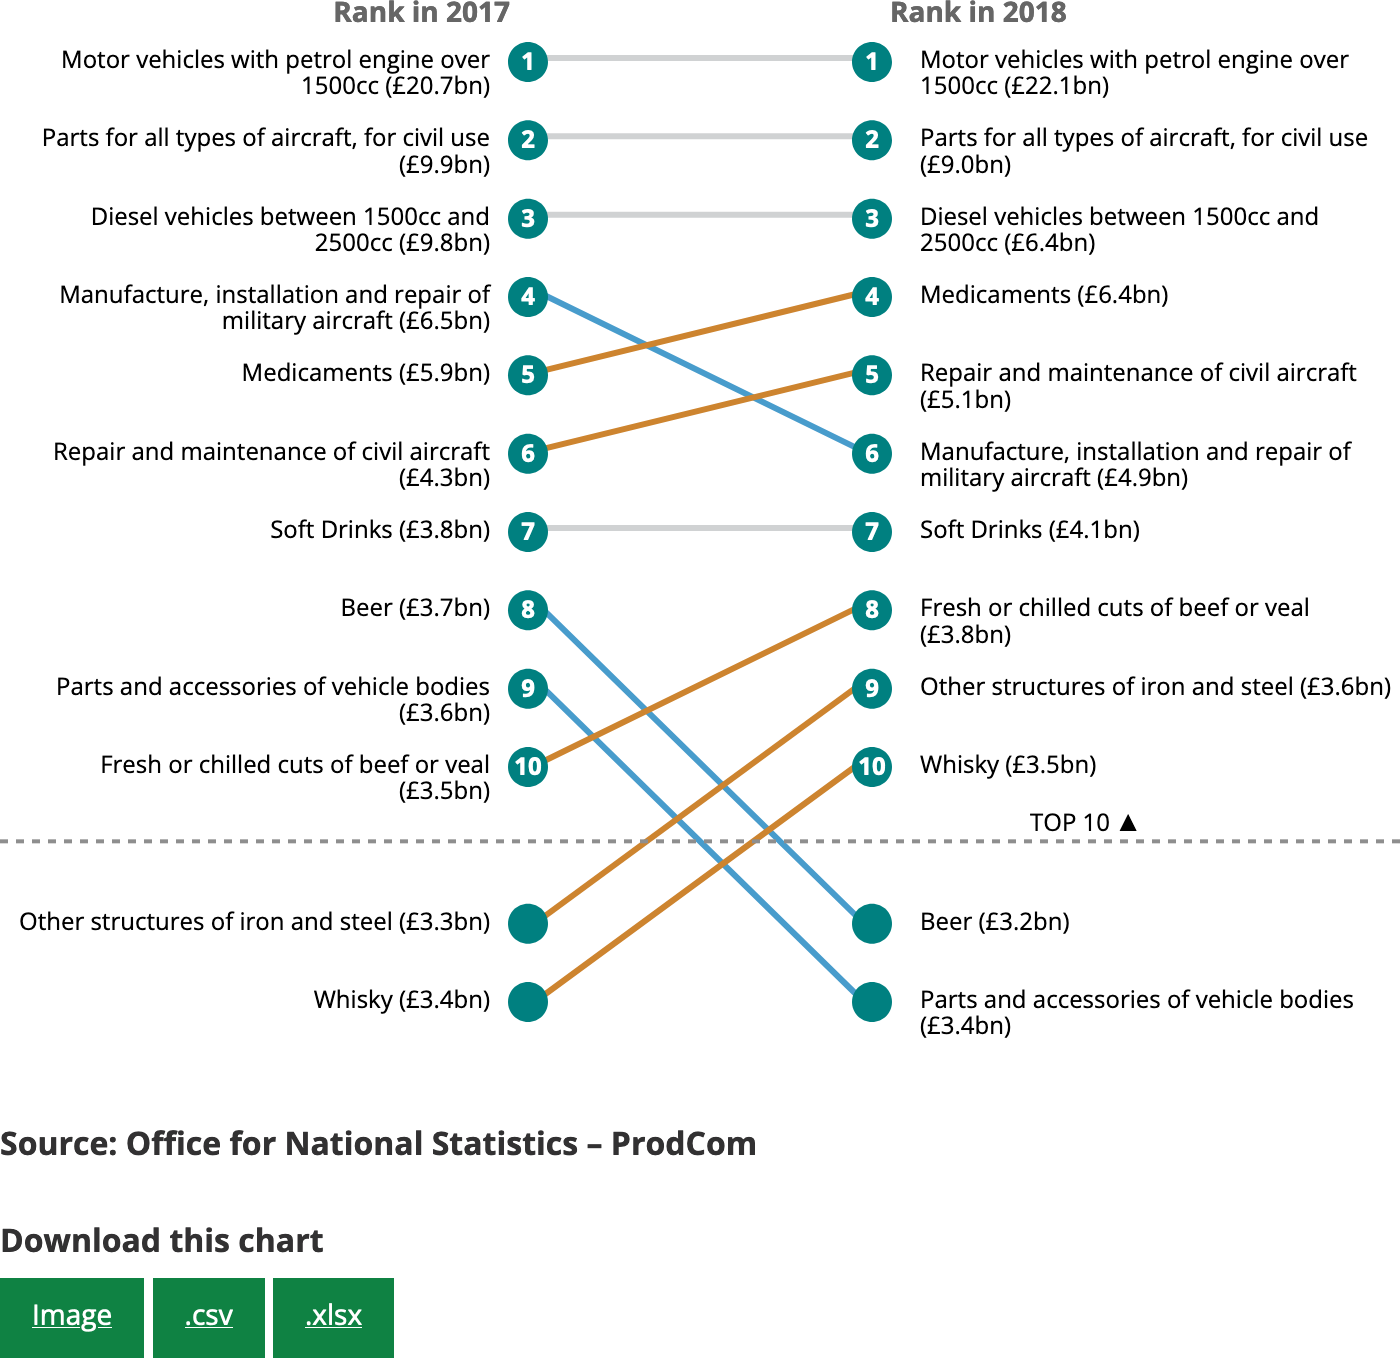 Rank in 2017
Rank in 2018
Motor vehicles with petrol engine over
1500cc (£20.7bn)
1
1
Motor vehicles with petrol engine over
1500cc (£22.1bn)
Parts for all types of aircraft, for civil use
(£9.9bn)
2
2
Parts for all types of aircraft, for civil use
(£9.0bn)
Diesel vehicles between 1500cc and
2500cc (£9.8bn)
3
3
Diesel vehicles between 1500cc and
2500cc (£6.4bn)
Manufacture, installation and repair of
military aircraft (£6.5bn)
4
4
Medicaments (£6.4bn)
Medicaments (£5.9bn)
5
5
Repair and maintenance of civil aircraft
(£5.1bn)
Repair and maintenance of civil aircraft
(£4.3bn)
6
6
Manufacture, installation and repair of
military aircraft (£4.9bn)
Soft Drinks (£3.8bn)
7
7
Soft Drinks (£4.1bn)
Beer (£3.7bn)
8
8
Fresh or chilled cuts of beef or veal
(£3.8bn)
Parts and accessories of vehicle bodies
(£3.6bn)
9
9
Other structures of iron and steel (£3.6bn)
Fresh or chilled cuts of beef or veal
(£3.5bn)
10
10
Whisky (£3.5bn)
TOP 10 ▲
Other structures of iron and steel (£3.3bn)
Beer (£3.2bn)
Whisky (£3.4bn)
Parts and accessories of vehicle bodies
(£3.4bn)
Source: Office for National Statistics – ProdCom
Download this chart
Image
.csv
.xlsx